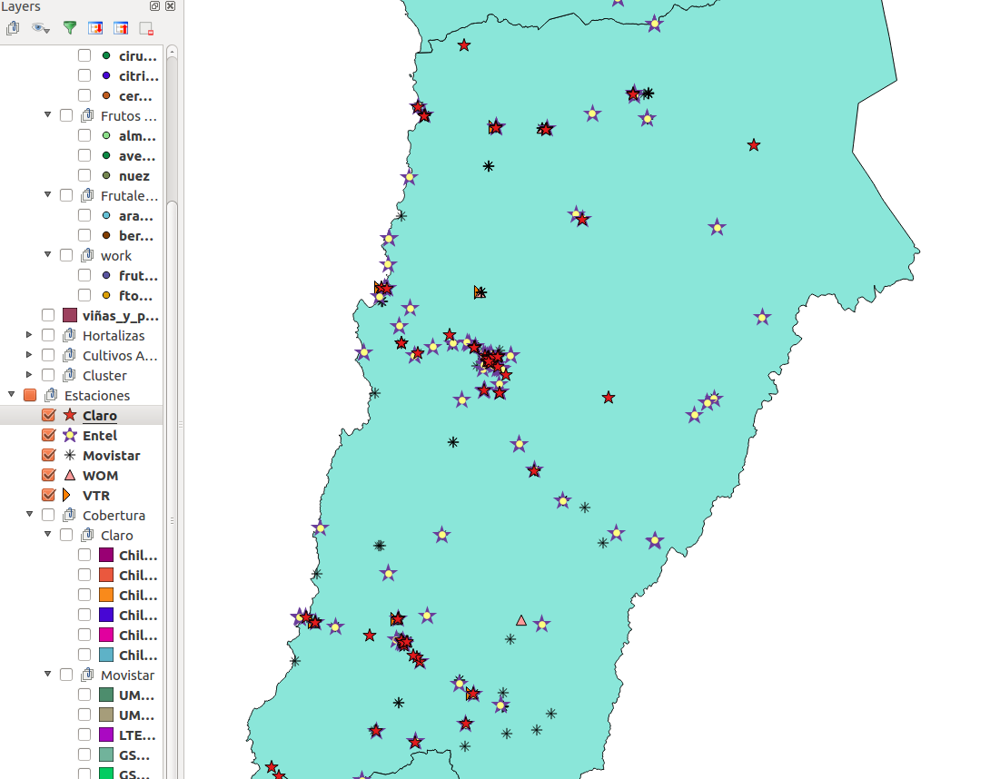 Layers
ciru...
citri...
cer...
Frutos ...
alm...
ave...
nuez
Frutale...
ara...
ber...
work
frut...
fto...
viñas_y_p...
Hortalizas
Cultivos A...
Cluster
Estaciones
Claro
Entel
Movistar
WOM
VTR
Cobertura
Claro
Chil...
Chil...
Chil...
Chil...
Chil...
Chil...
Movistar
UM...
UM...
LTE...
GS...
GS...